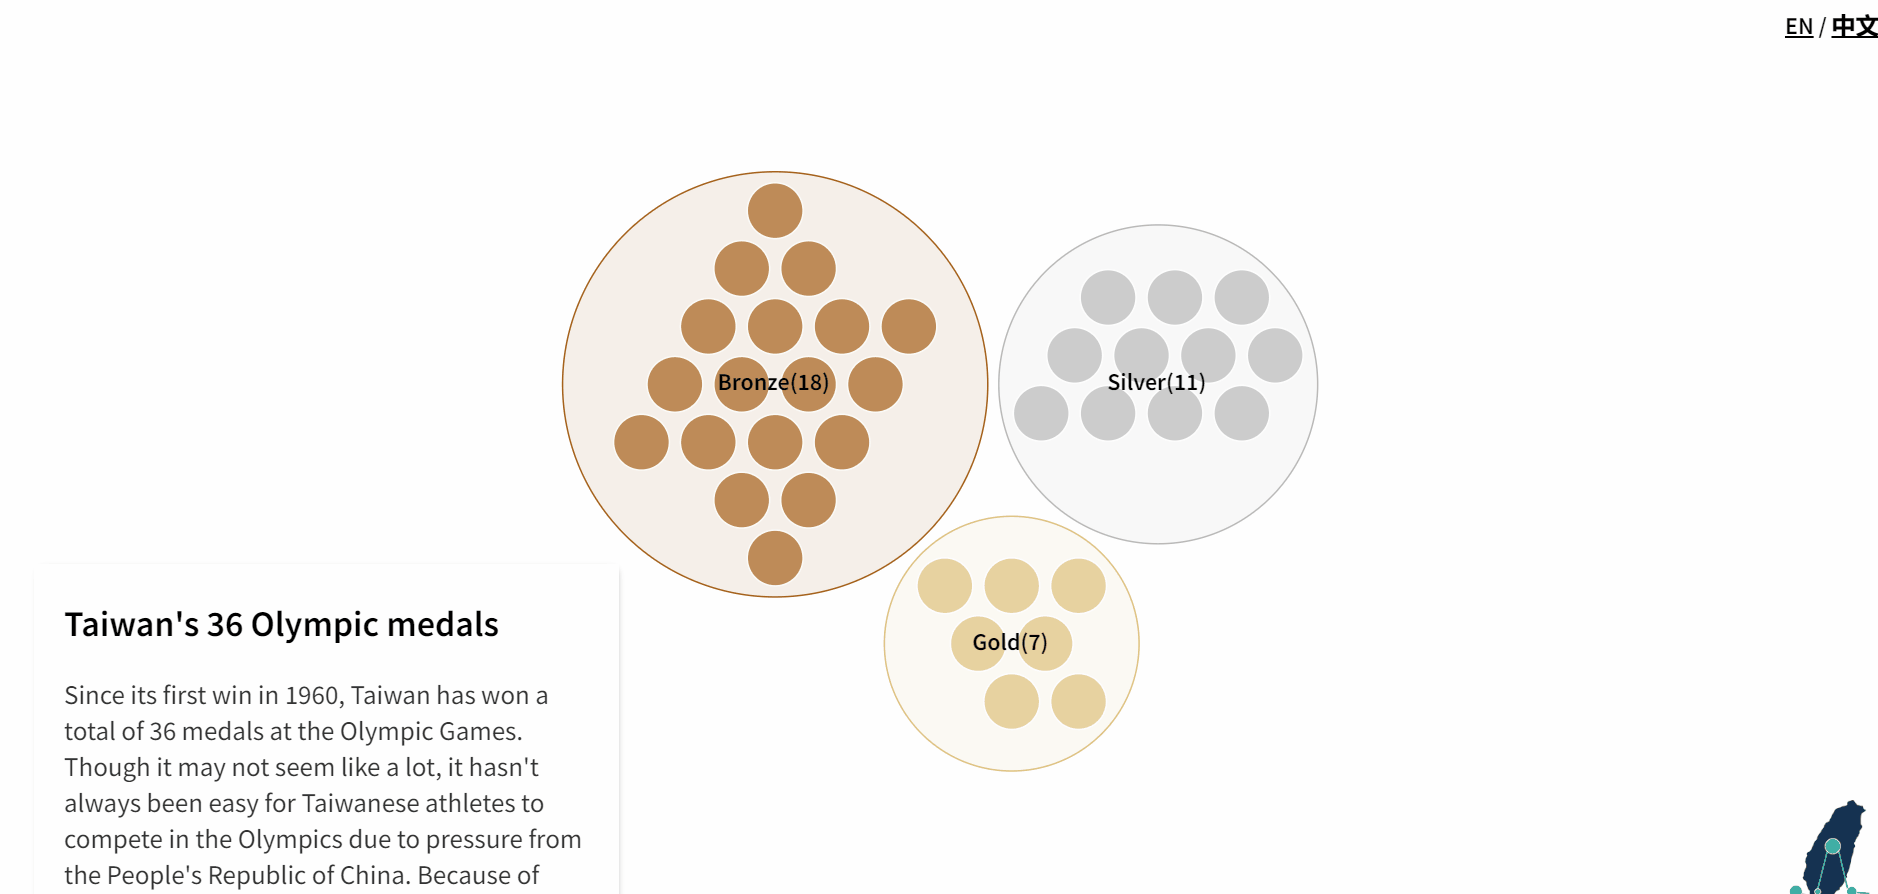 EN / 中文
Bronze(18)
Silver(11)
Gold(7)
Taiwan's 36 Olympic medals
Since its first win in 1960, Taiwan has won a
total of 36 medals at the Olympic Games.
Though it may not seem like a lot, it hasn't
always been easy for Taiwanese athletes to
compete in the Olympics due to pressure from
the People's Republic of China. Because of